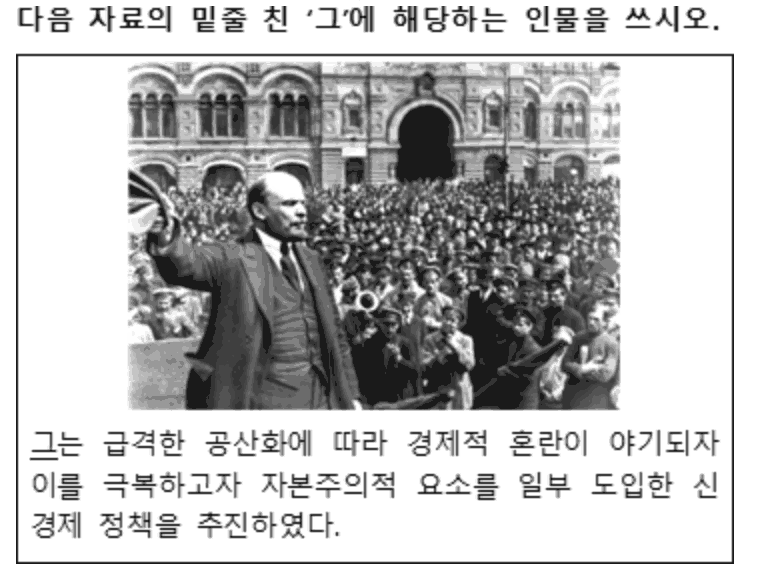 다음 자료의 밑줄 친 ‘그’에 해당하는 인물을 쓰시오.
그는 급격한 공산화에 따라 경제적 혼란이 야기되자
이를 극복하고자 자본주의적 요소를 일부 도입한 신
경제 정책을 추진하였다.